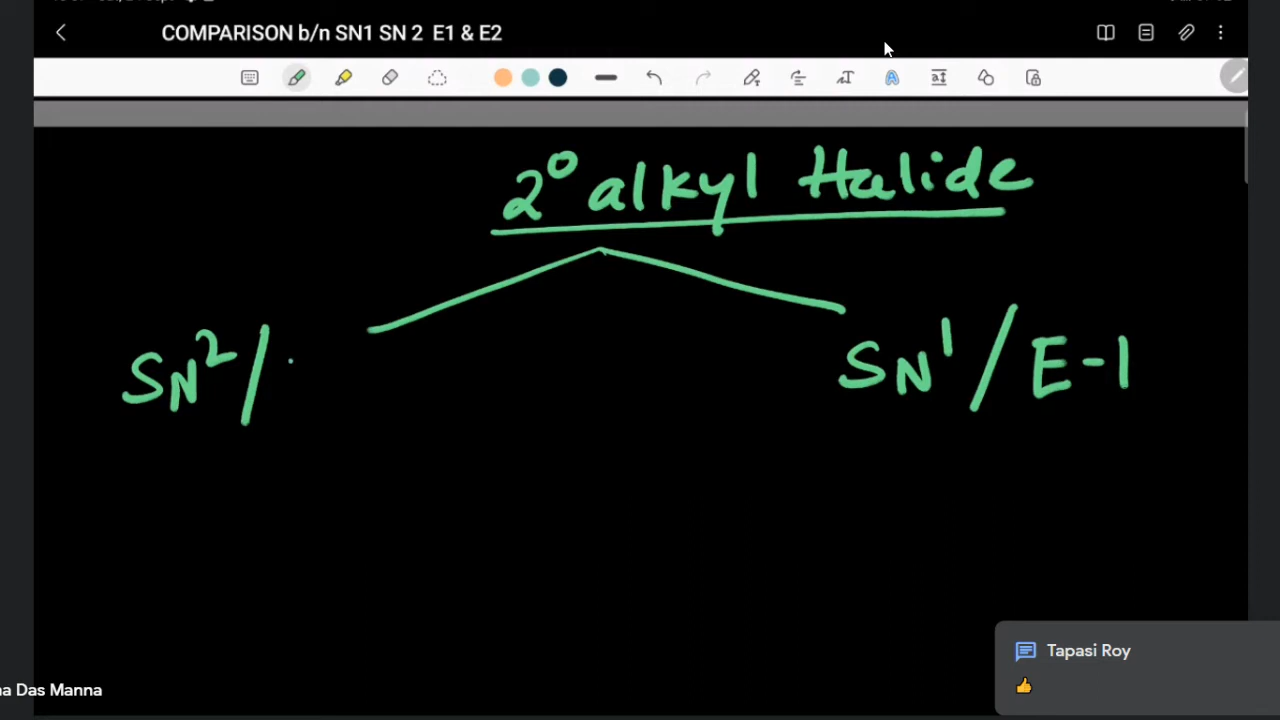 COMPARISON b/n SN1 SN 2 E1 & E2
2° alkyl Halide
SN² /
SN¹ / E-1
Tapasi Roy
👍
Das Manna